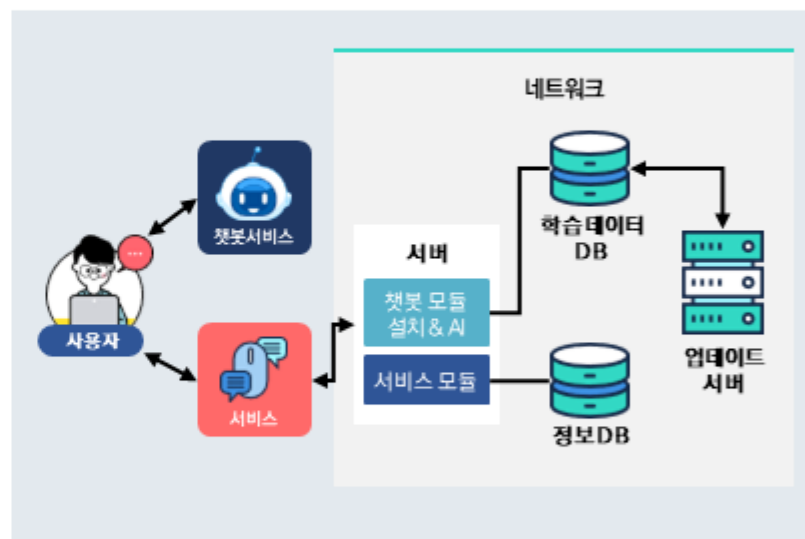 네트워크
챗봇서비스
학습데이터
DB
서버
챗봇 모듈
설치 & AI
사용자
업데이트
서버
서비스 모듈
서비스
정보DB